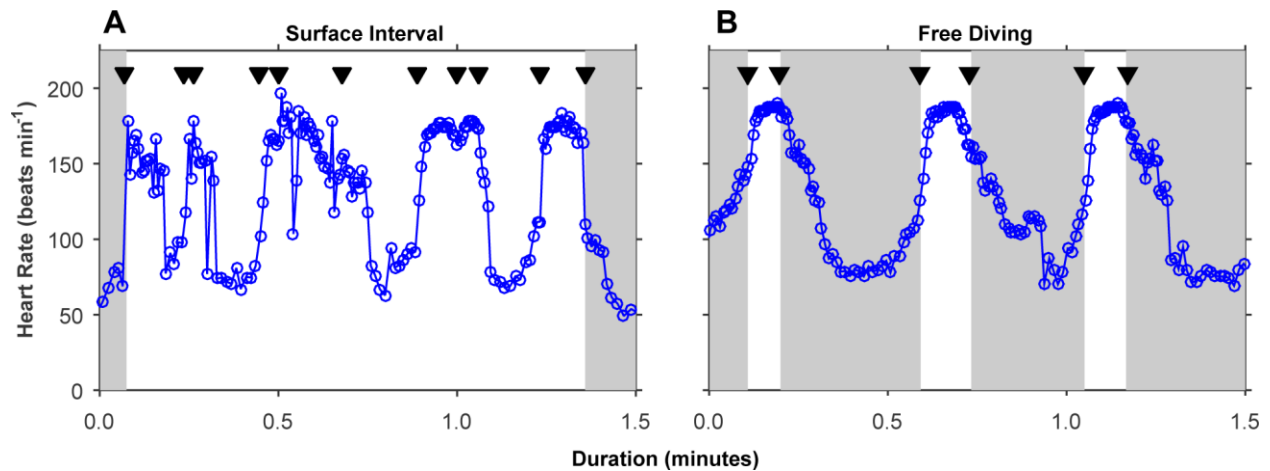 A
Surface Interval
B
Free Diving
Heart Rate (beats min⁻¹)
200
150
100
50
0
0.0
0.5
1.0
1.5
0.0
0.5
1.0
1.5
Duration (minutes)